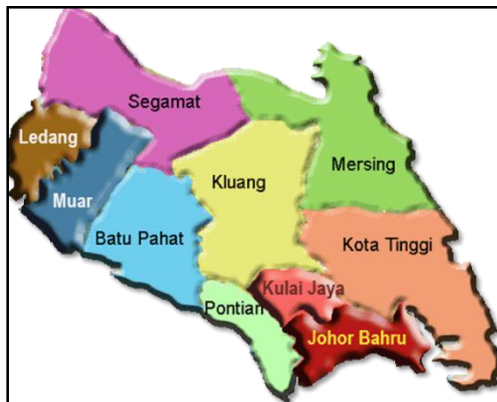 Segamat
Ledang
Mersing
Kluang
Muar
Batu Pahat
Kota Tinggi
Kulai Jaya
Pontian
Johor Bahru